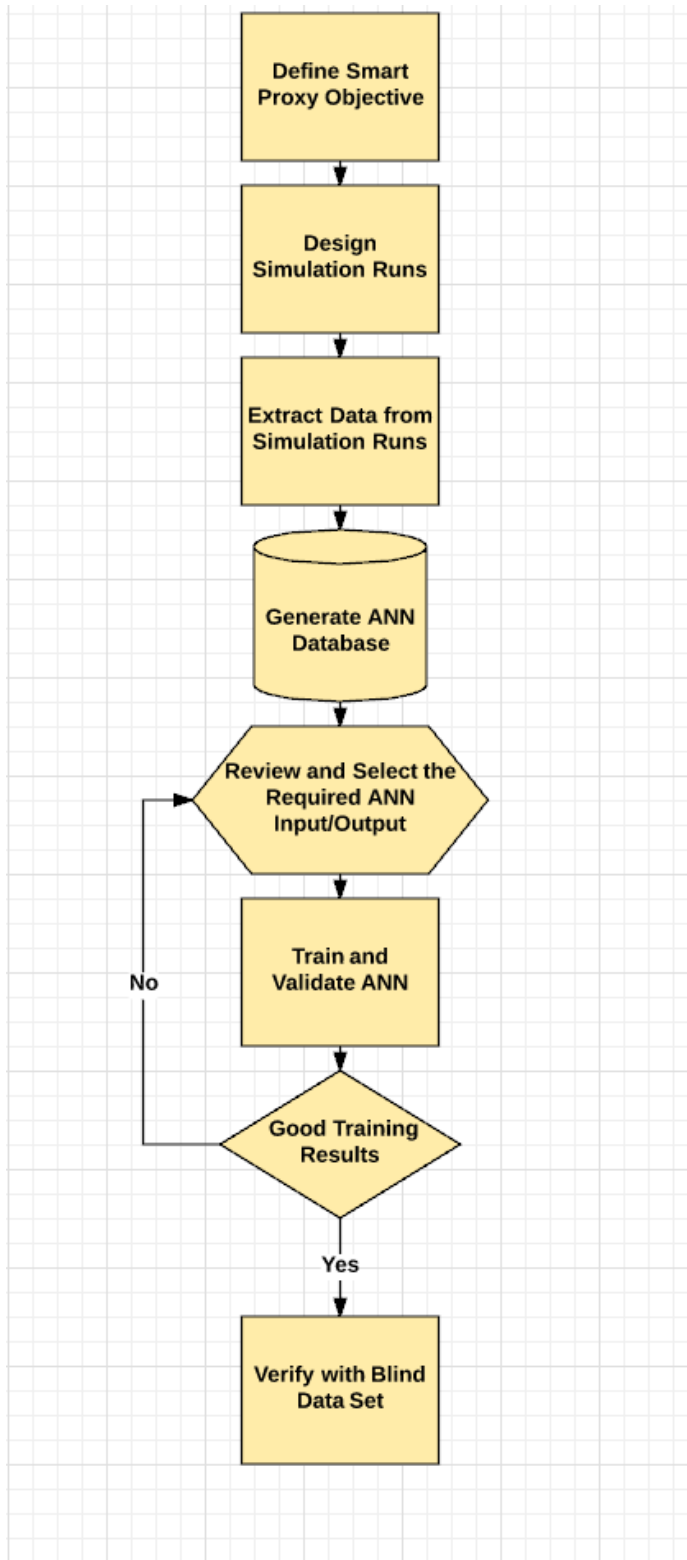 Define Smart
Proxy Objective
Design
Simulation Runs
Extract Data from
Simulation Runs
Generate ANN
Database
Review and Select the
Required ANN
Input/Output
Train and
Validate ANN
No
Good Training
Results
Yes
Verify with Blind
Data Set